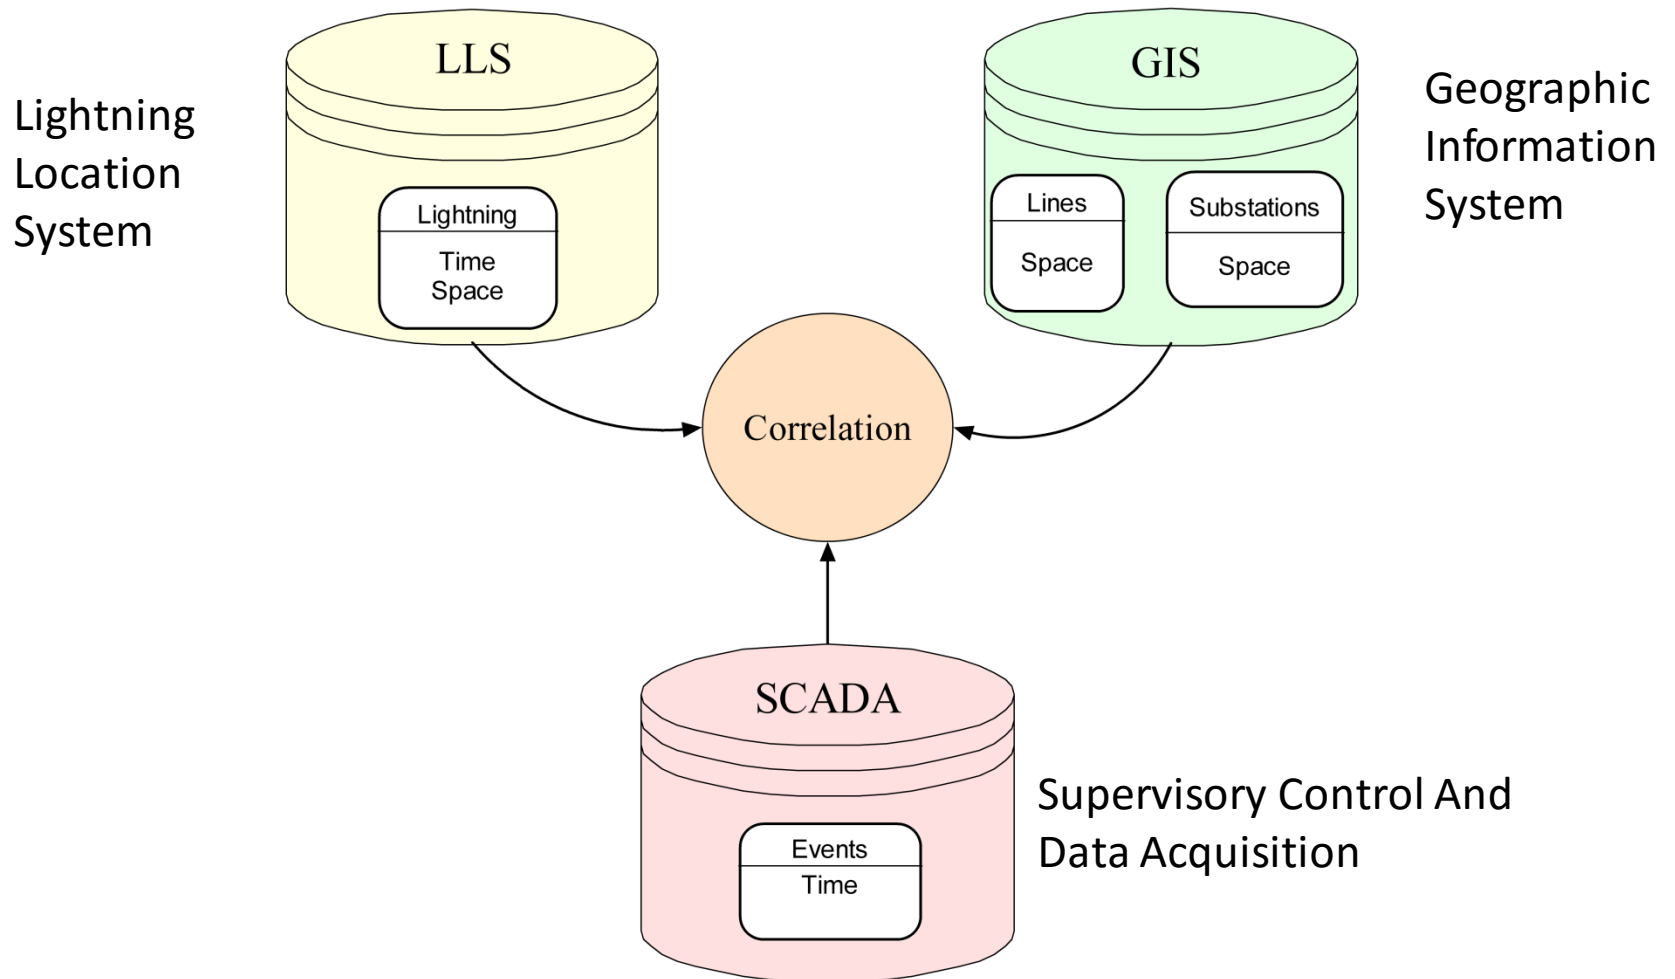 LLS
Lightning
Location
System
Lightning
Time
Space
GIS
Geographic
Information
System
Lines
Space
Substations
Space
Correlation
SCADA
Events
Time
Supervisory Control And
Data Acquisition